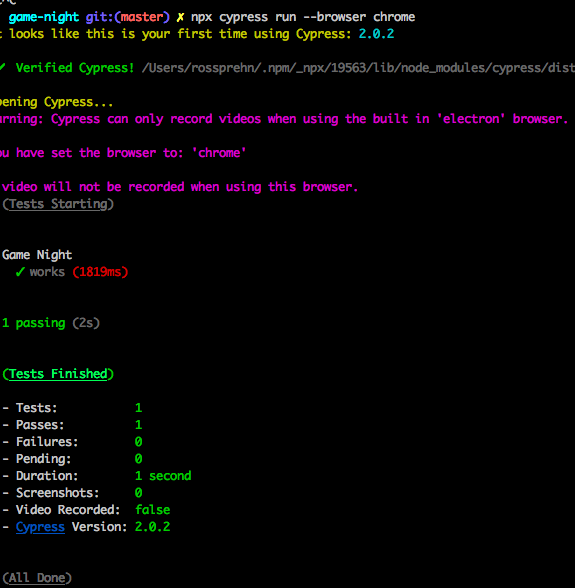 game-night git:(master) ✗ npx cypress run --browser chrome
t looks like this is your first time using Cypress: 2.0.2
✓ Verified Cypress! /Users/rossprehn/.npm/_npx/19563/lib/node_modules/cypress/dist
pening Cypress...
arning: Cypress can only record videos when using the built in 'electron' browser.
ou have set the browser to: 'chrome'
video will not be recorded when using this browser.
(Tests Starting)
Game Night
✓ works (1819ms)
1 passing (2s)
(Tests Finished)
- Tests: 1
- Passes: 1
- Failures: 0
- Pending: 0
- Duration: 1 second
- Screenshots: 0
- Video Recorded: false
- Cypress Version: 2.0.2
(All Done)